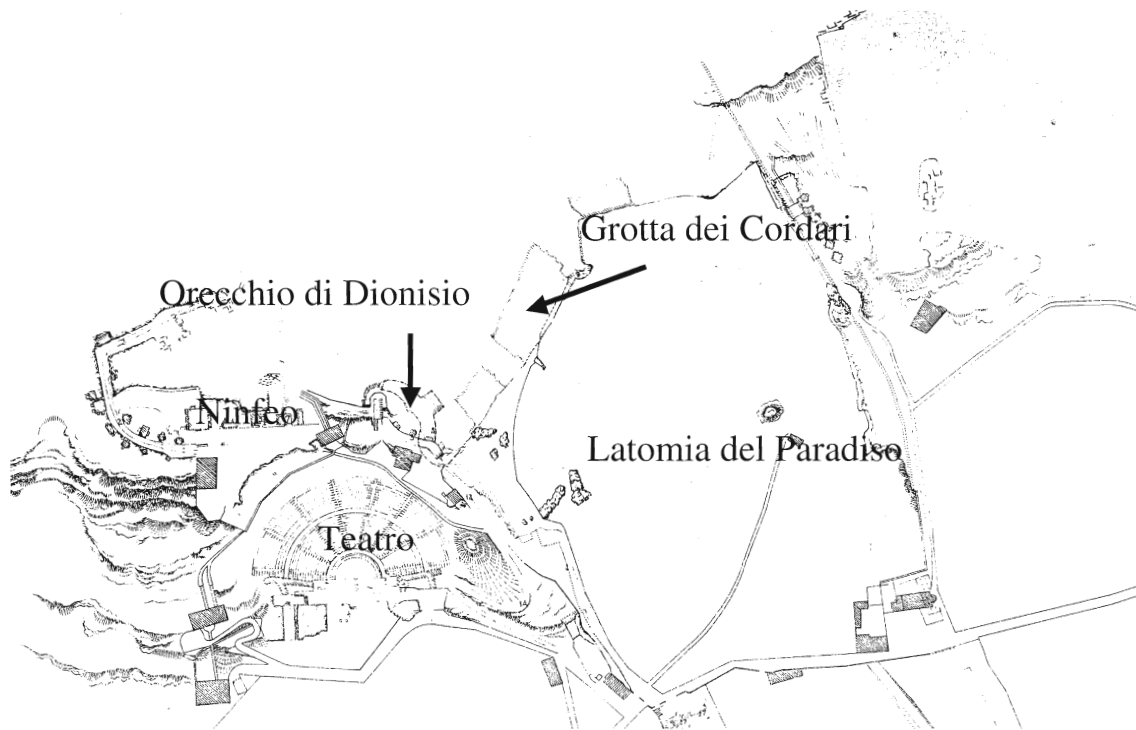 Grotta dei Cordari
Orecchio di Dionisio
Ninfeo
Latomia del Paradiso
Teatro